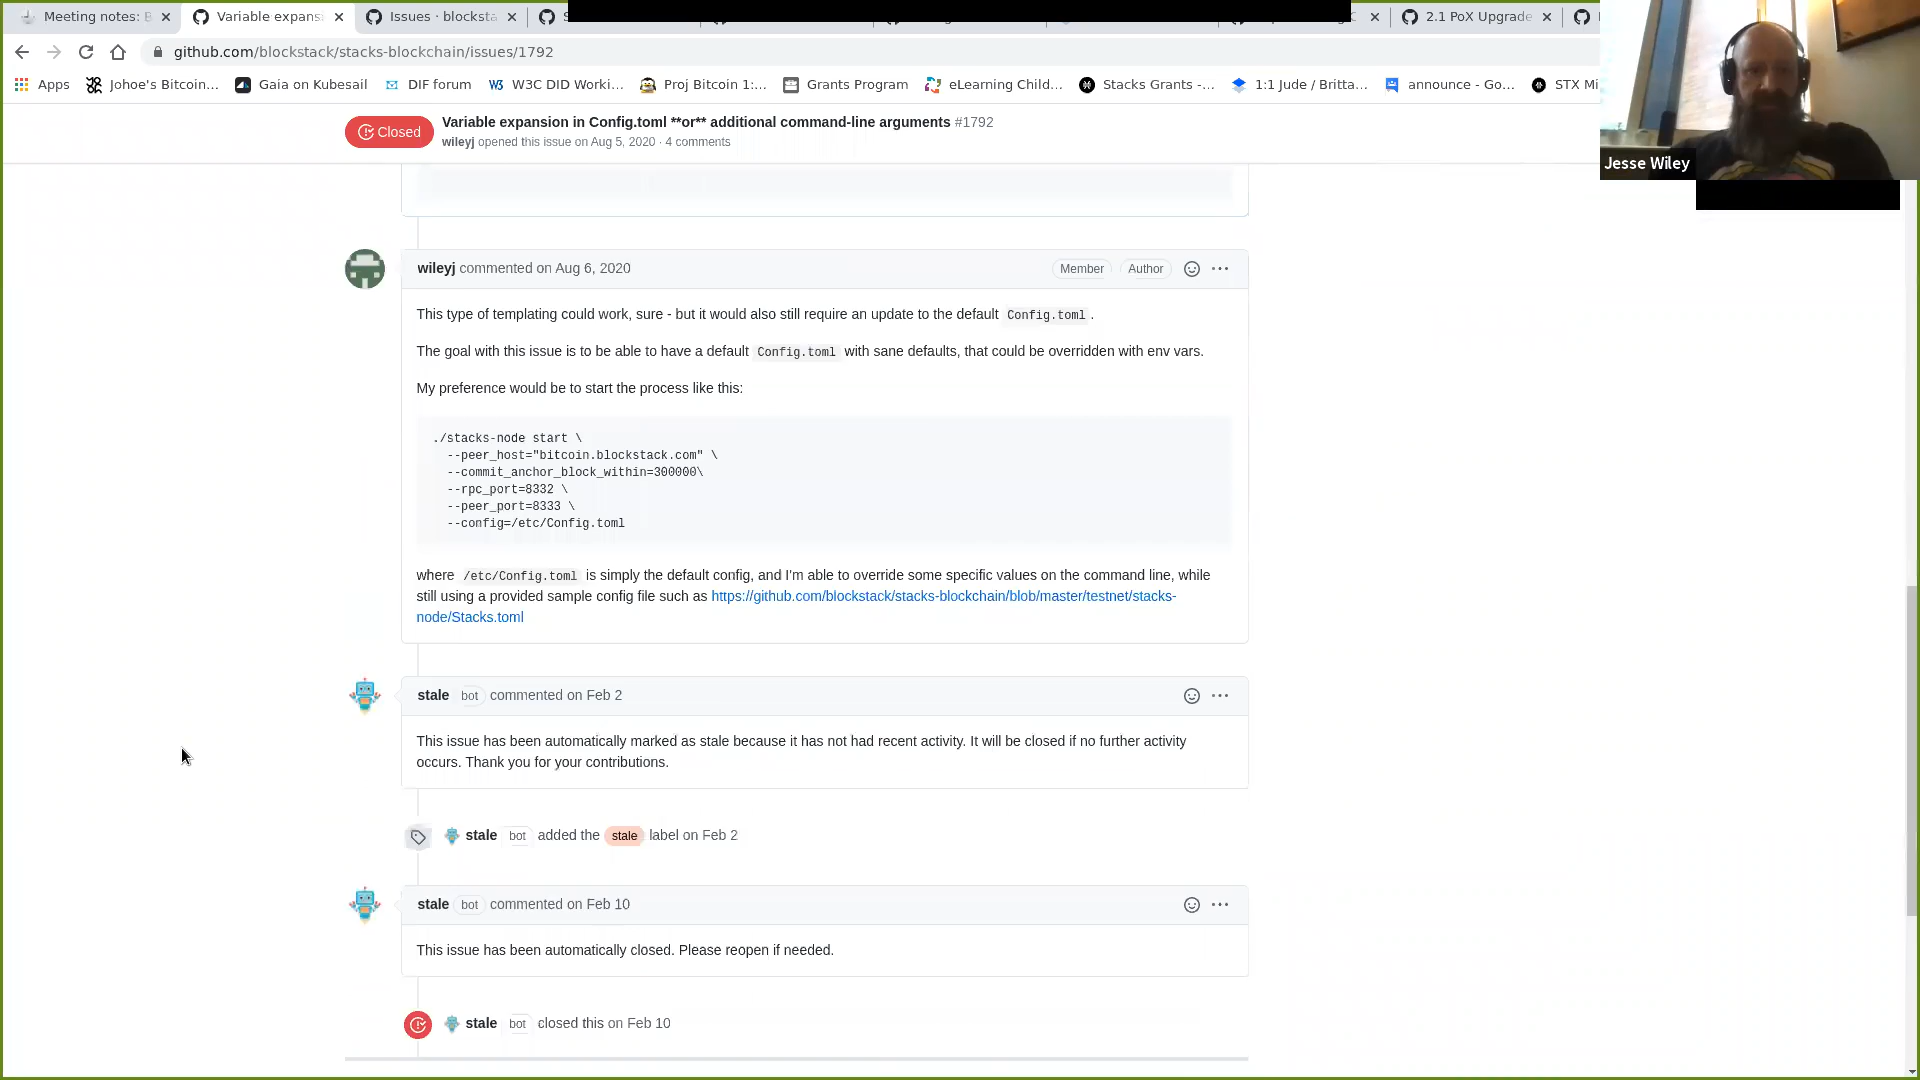 Meeting notes: B
Variable expans
Issues · blocksta
2.1 PoX Upgrade
github.com/blockstack/stacks-blockchain/issues/1792
Apps
Johoe's Bitcoin...
Gaia on Kubesail
DIF forum
W3C DID Worki...
Proj Bitcoin 1:...
Grants Program
eLearning Child...
Stacks Grants -...
1:1 Jude / Britta...
announce - Go...
STX Mi
Closed
Variable expansion in Config.toml **or** additional command-line arguments #1792
wileyj opened this issue on Aug 5, 2020 · 4 comments
Jesse Wiley
wileyj commented on Aug 6, 2020
Member
Author
This type of templating could work, sure - but it would also still require an update to the default Config.toml .
The goal with this issue is to be able to have a default Config.toml with sane defaults, that could be overridden with env vars.
My preference would be to start the process like this:
./stacks-node start \
--peer_host="bitcoin.blockstack.com" \
--commit_anchor_block_within=300000\
--rpc_port=8332 \
--peer_port=8333 \
--config=/etc/Config.toml
where /etc/Config.toml is simply the default config, and I'm able to override some specific values on the command line, while
still using a provided sample config file such as https://github.com/blockstack/stacks-blockchain/blob/master/testnet/stacks-
node/Stacks.toml
stale bot commented on Feb 2
This issue has been automatically marked as stale because it has not had recent activity. It will be closed if no further activity
occurs. Thank you for your contributions.
stale bot added the stale label on Feb 2
stale bot commented on Feb 10
This issue has been automatically closed. Please reopen if needed.
stale bot closed this on Feb 10